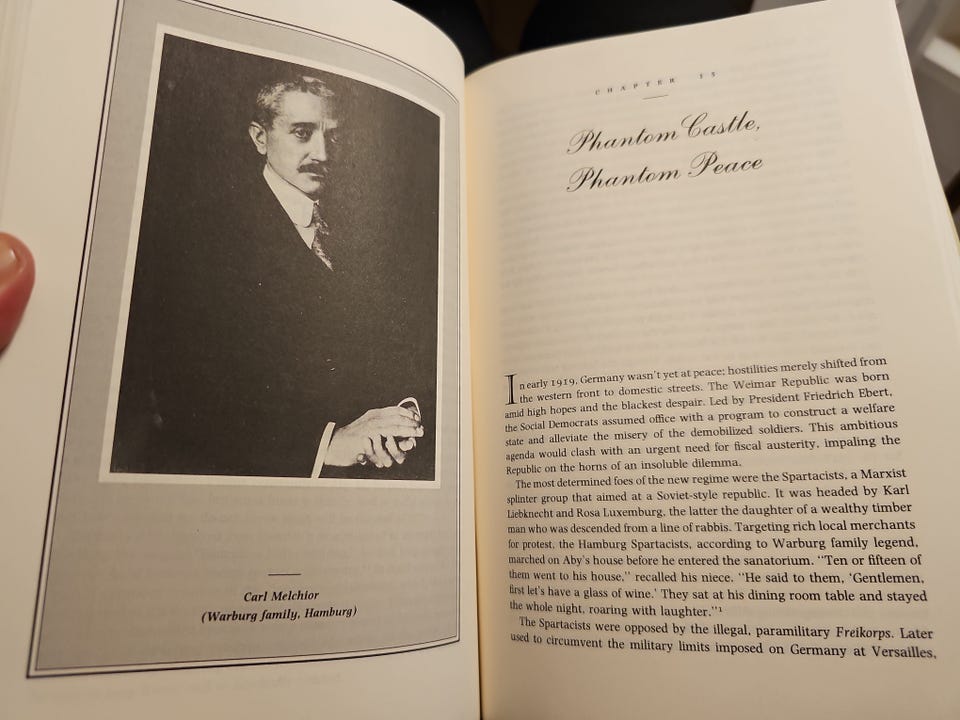 Carl Melchior
(Warburg family, Hamburg)
CHAPTER 15
Phantom Castle,
Phantom Peace
In early 1919, Germany wasn't yet at peace; hostilities merely shifted from
the western front to domestic streets. The Weimar Republic was born
amid high hopes and the blackest despair. Led by President Friedrich Ebert,
the Social Democrats assumed office with a program to construct a welfare
state and alleviate the misery of the demobilized soldiers. This ambitious
agenda would clash with an urgent need for fiscal austerity, impaling the
Republic on the horns of an insoluble dilemma.
The most determined foes of the new regime were the Spartacists, a Marxist
splinter group that aimed at a Soviet-style republic. It was headed by Karl
Liebknecht and Rosa Luxemburg, the latter the daughter of a wealthy timber
man who was descended from a line of rabbis. Targeting rich local merchants
for protest, the Hamburg Spartacists, according to Warburg family legend,
marched on Aby's house before he entered the sanatorium. "Ten or fifteen of
them went to his house," recalled his niece. "He said to them, 'Gentlemen,
first let's have a glass of wine.' They sat at his dining room table and stayed
the whole night, roaring with laughter."1
The Spartacists were opposed by the illegal, paramilitary Freikorps. Later
used to circumvent the military limits imposed on Germany at Versailles,